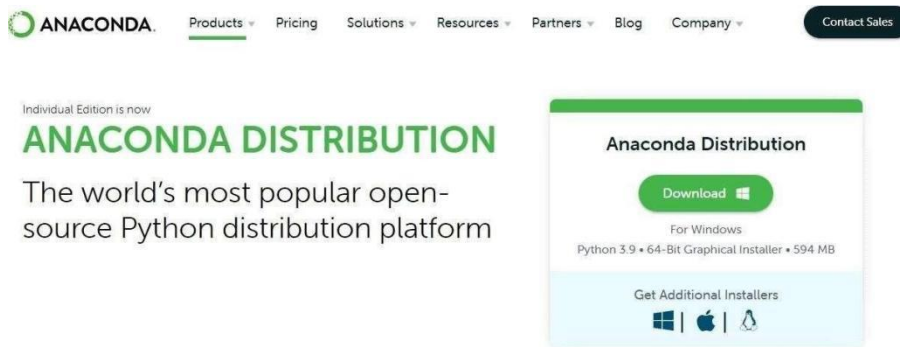 ANACONDA.
Products
Pricing
Solutions
Resources
Partners
Blog
Company
Contact Sales
Individual Edition is now
ANACONDA DISTRIBUTION
The world's most popular open-
source Python distribution platform
Anaconda Distribution
Download
For Windows
Python 3.9 • 64-Bit Graphical Installer • 594 MB
Get Additional Installers